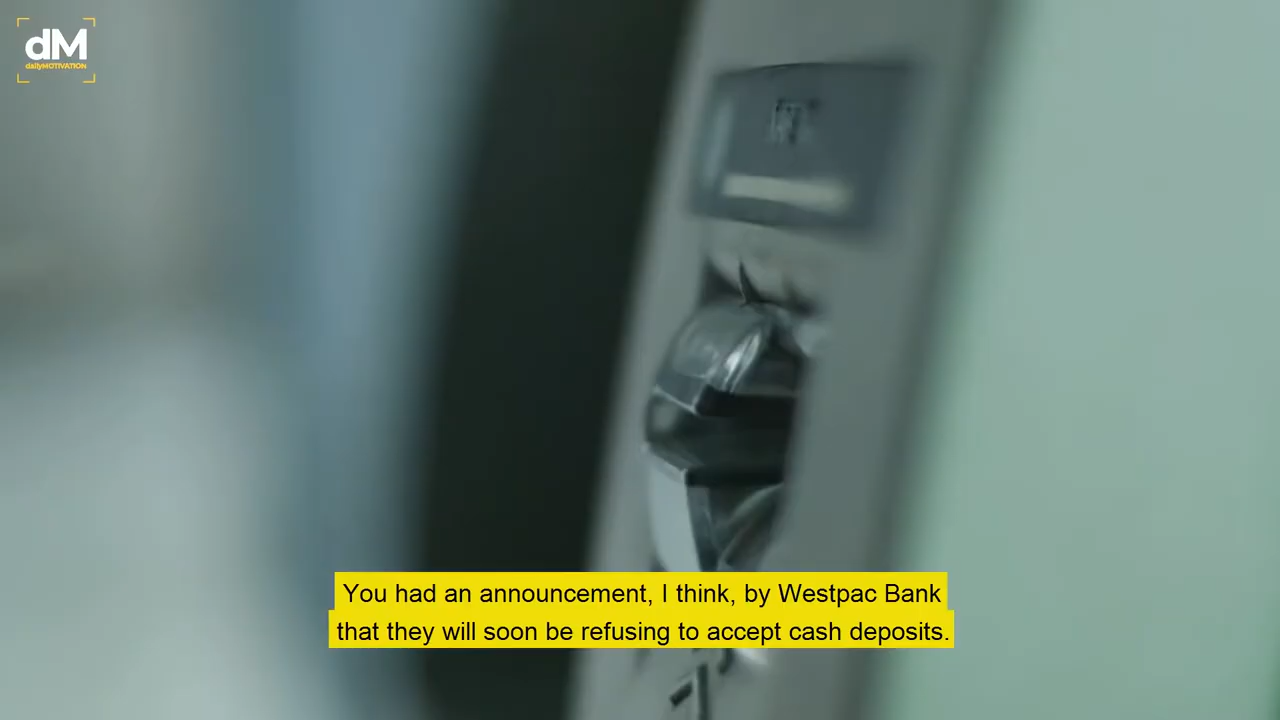 dM
dailyMOTIVATION
You had an announcement, I think, by Westpac Bank
that they will soon be refusing to accept cash deposits.